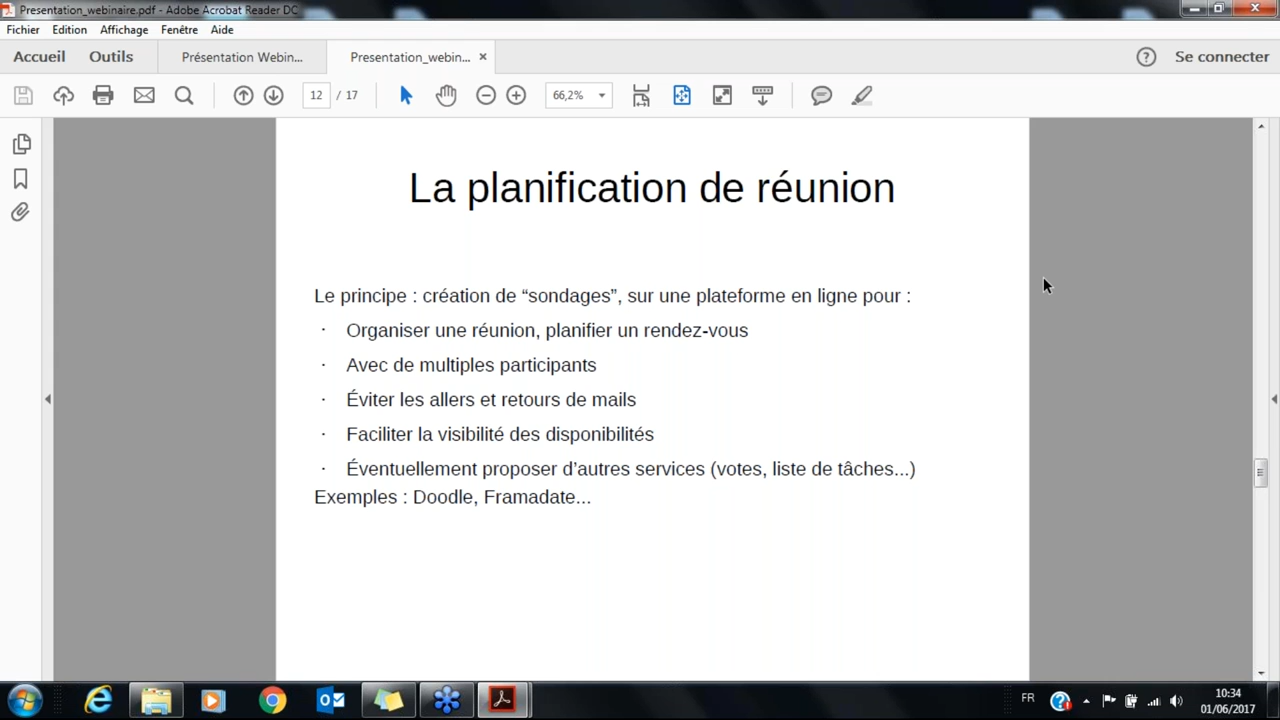 Presentation_webinaire.pdf - Adobe Acrobat Reader DC
Fichier Edition Affichage Fenêtre Aide
Accueil Outils Présentation Webin... Presentation_webin... × ? Se connecter
12 / 17 66,2%
La planification de réunion
Le principe : création de “sondages”, sur une plateforme en ligne pour :
· Organiser une réunion, planifier un rendez-vous
· Avec de multiples participants
· Éviter les allers et retours de mails
· Faciliter la visibilité des disponibilités
· Éventuellement proposer d’autres services (votes, liste de tâches...)
Exemples : Doodle, Framadate...
FR 10:34
01/06/2017